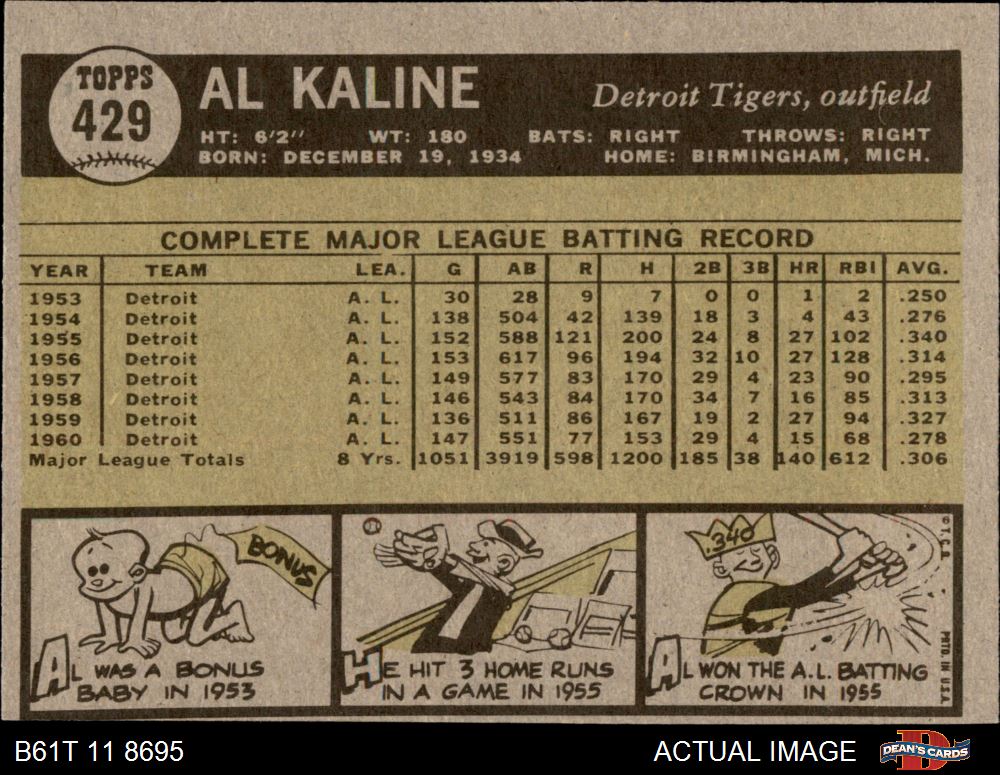 TOPPS
429
AL KALINE
Detroit Tigers, outfield
HT: 6'2'' WT: 180 BATS: RIGHT THROWS: RIGHT
BORN: DECEMBER 19, 1934 HOME: BIRMINGHAM, MICH.
COMPLETE MAJOR LEAGUE BATTING RECORD
YEAR TEAM LEA. G AB R H 2B 3B HR RBI AVG.
1953 Detroit A. L. 30 28 9 7 0 0 1 2 .250
1954 Detroit A. L. 138 504 42 139 18 3 4 43 .276
1955 Detroit A. L. 152 588 121 200 24 8 27 102 .340
1956 Detroit A. L. 153 617 96 194 32 10 27 128 .314
1957 Detroit A. L. 149 577 83 170 29 4 23 90 .295
1958 Detroit A. L. 146 543 84 170 34 7 16 85 .313
1959 Detroit A. L. 136 511 86 167 19 2 27 94 .327
1960 Detroit A. L. 147 551 77 153 29 4 15 68 .278
Major League Totals 8 Yrs. 1051 3919 598 1200 185 38 140 612 .306
BONUS
AL WAS A BONUS
BABY IN 1953
HE HIT 3 HOME RUNS
IN A GAME IN 1955
.340
AL WON THE A.L. BATTING
CROWN IN 1955
© T.C.G.
PRTD. IN U.S.A.
B61T 11 8695
ACTUAL IMAGE
DEAN'S CARDS